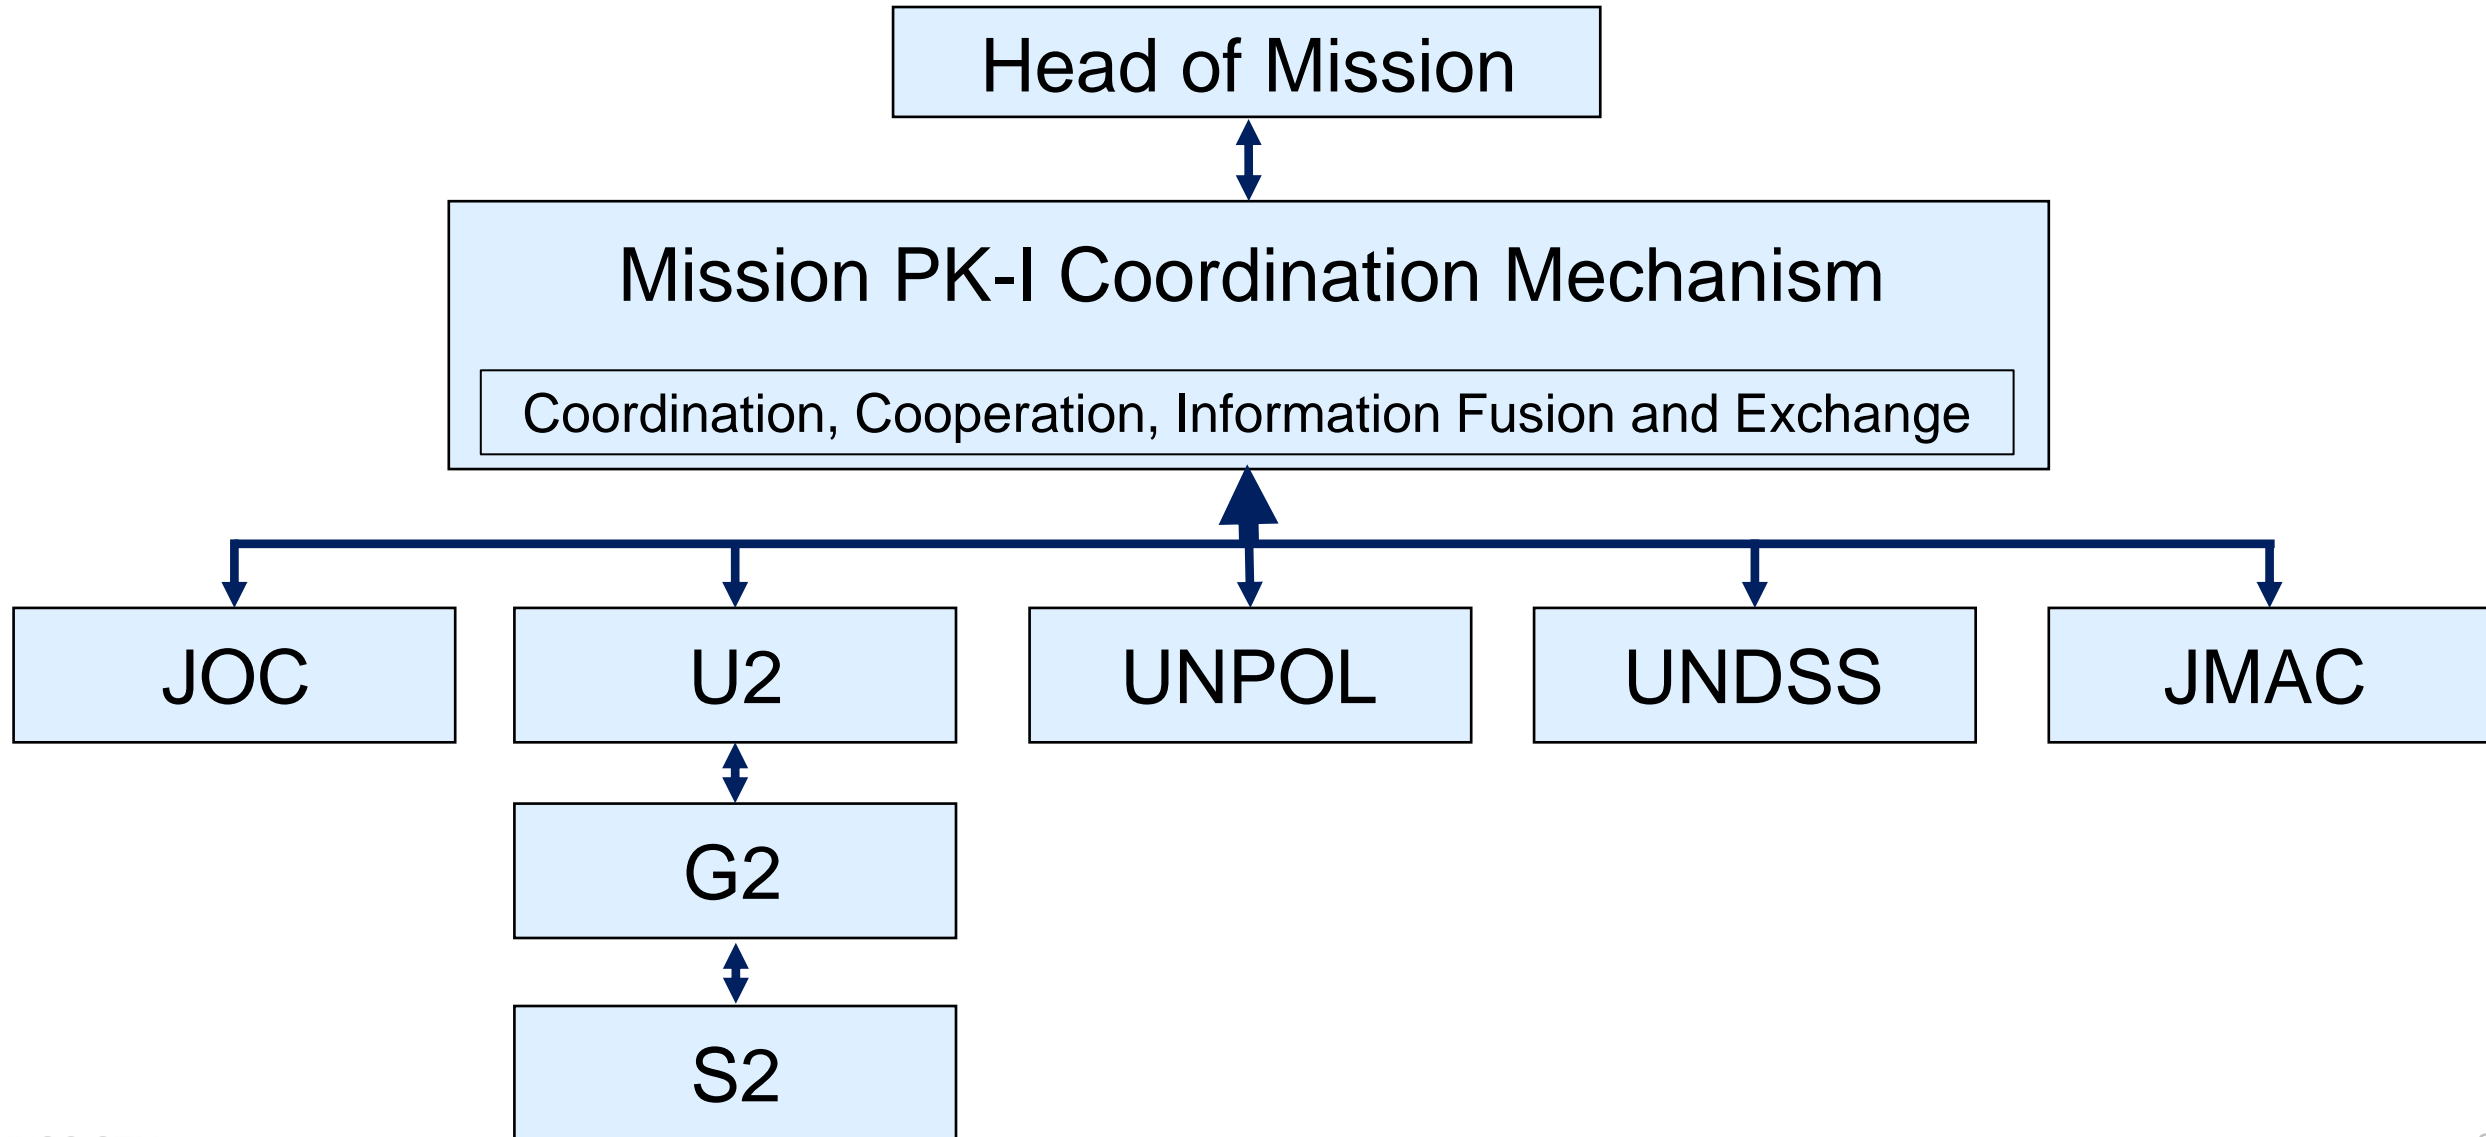 Head of Mission
Mission PK-I Coordination Mechanism
Coordination, Cooperation, Information Fusion and Exchange
JOC
U2
UNPOL
UNDSS
JMAC
G2
S2